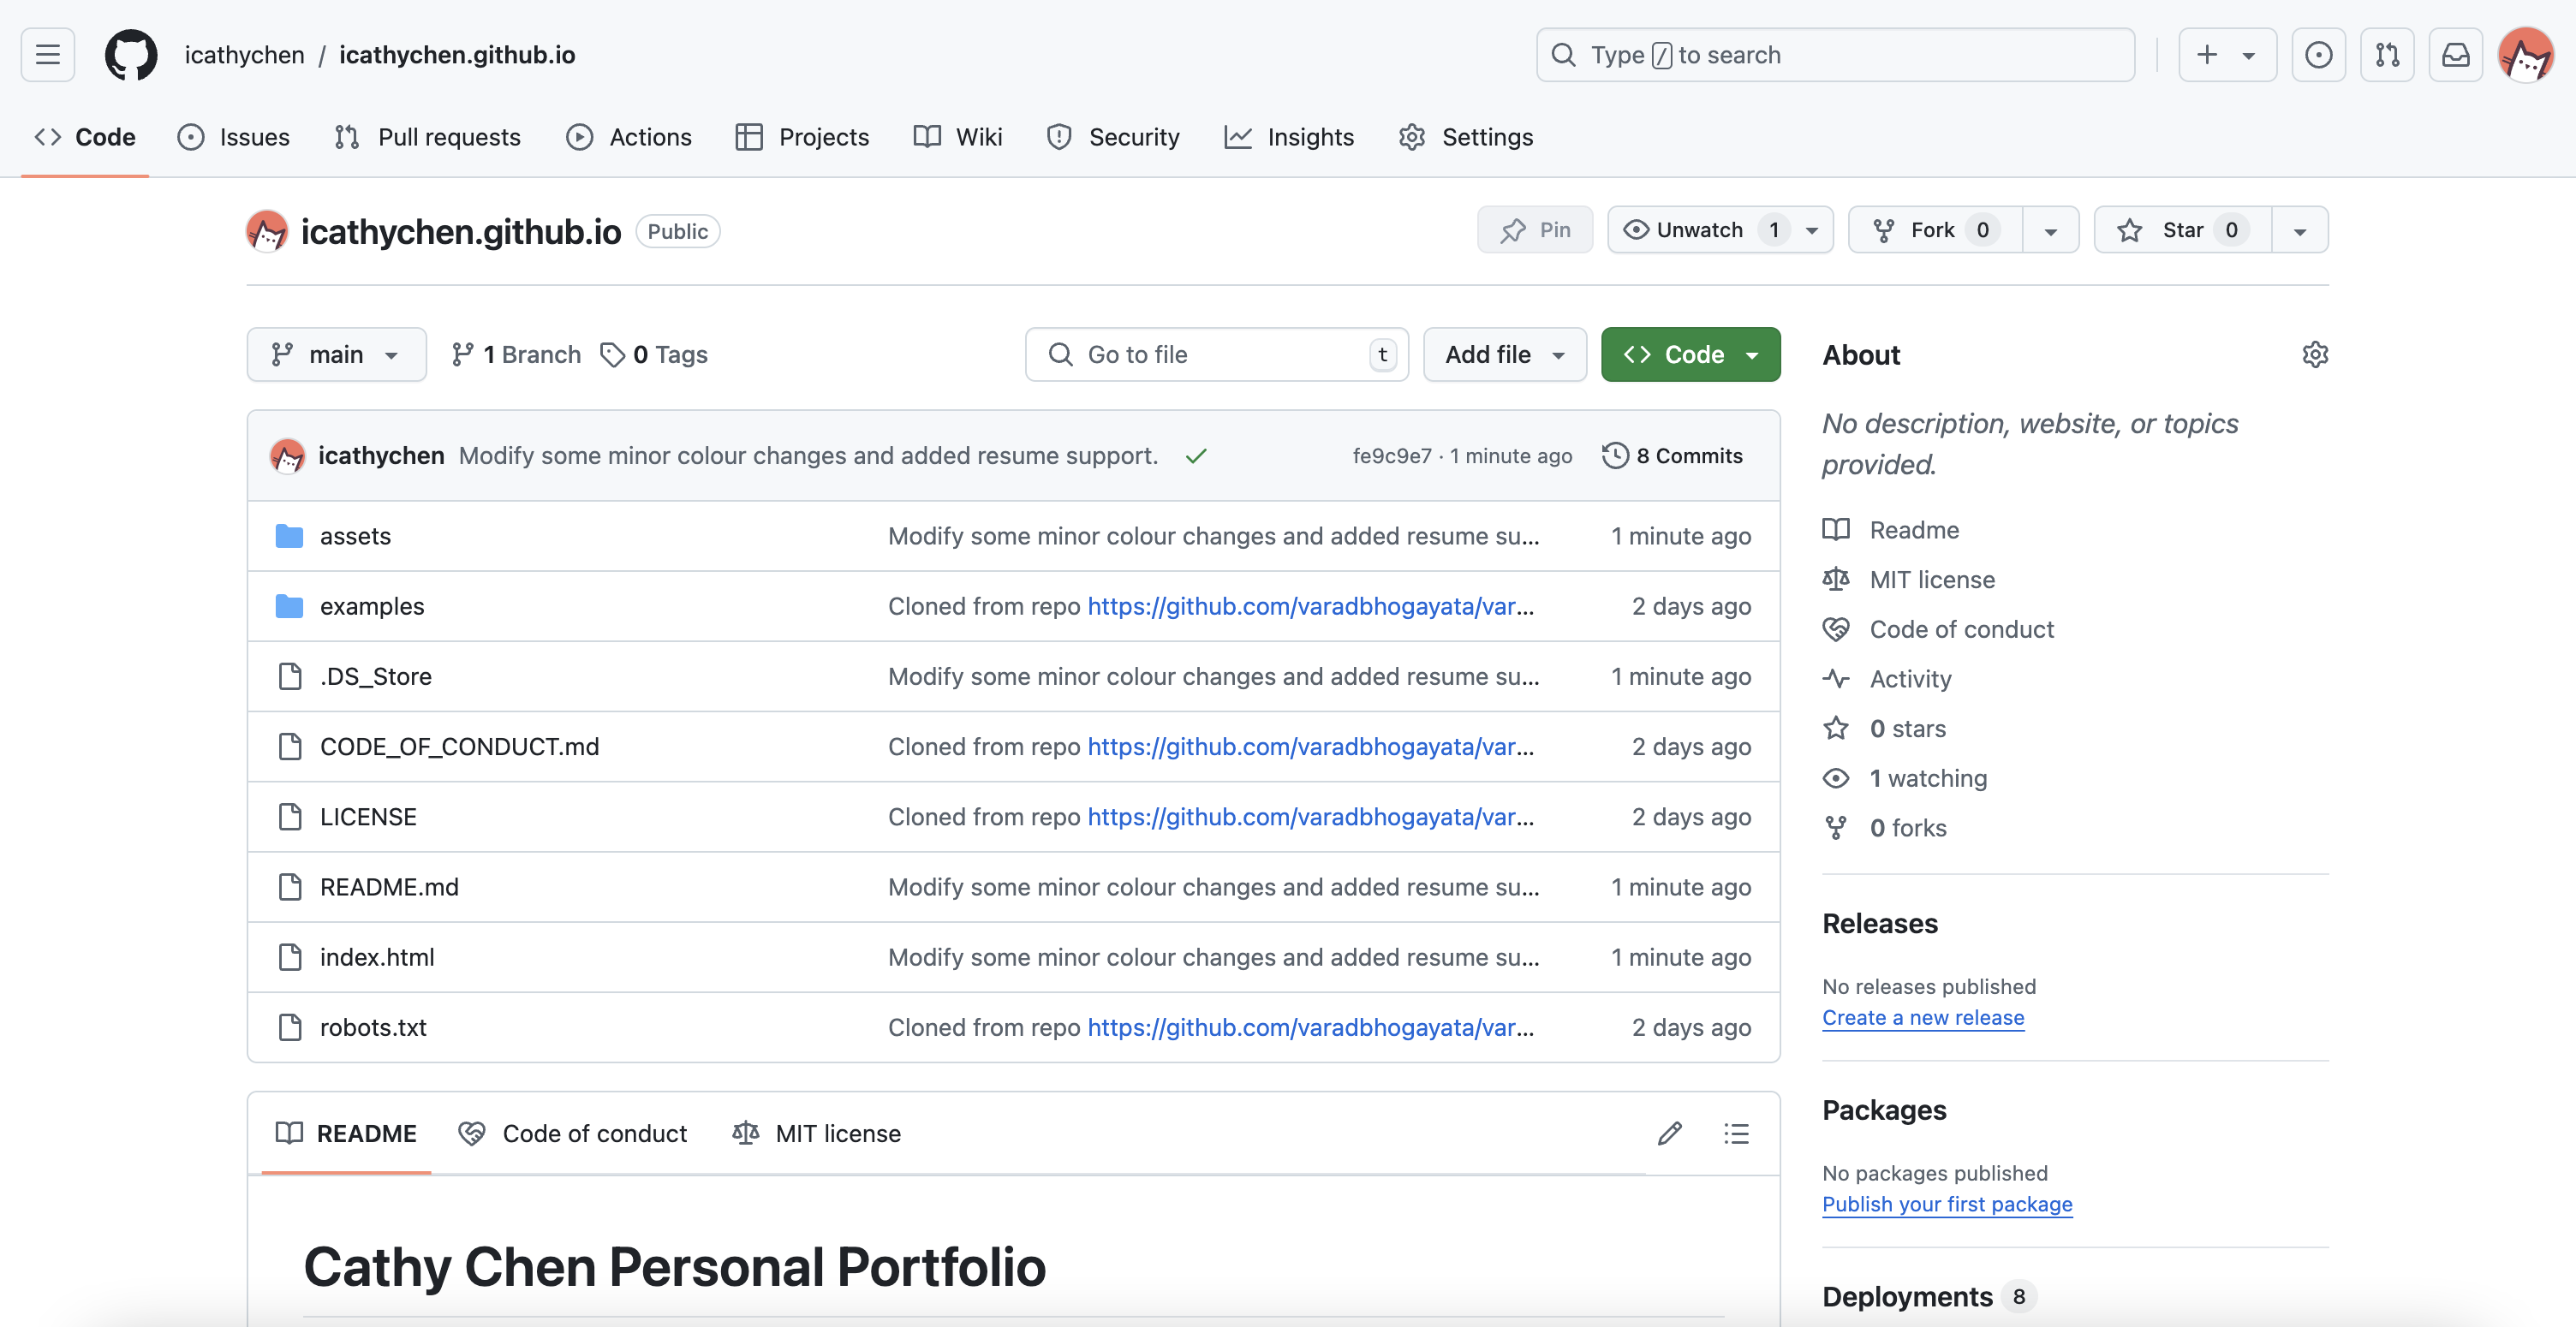 icathychen / icathychen.github.io
Type / to search
Code Issues Pull requests Actions Projects Wiki Security Insights Settings
icathychen.github.io Public
Pin Unwatch 1 Fork 0 Star 0
main 1 Branch 0 Tags Go to file t Add file Code
icathychen Modify some minor colour changes and added resume support. fe9c9e7 · 1 minute ago 8 Commits
assets Modify some minor colour changes and added resume su... 1 minute ago
examples Cloned from repo https://github.com/varadbhogayata/var... 2 days ago
.DS_Store Modify some minor colour changes and added resume su... 1 minute ago
CODE_OF_CONDUCT.md Cloned from repo https://github.com/varadbhogayata/var... 2 days ago
LICENSE Cloned from repo https://github.com/varadbhogayata/var... 2 days ago
README.md Modify some minor colour changes and added resume su... 1 minute ago
index.html Modify some minor colour changes and added resume su... 1 minute ago
robots.txt Cloned from repo https://github.com/varadbhogayata/var... 2 days ago
README Code of conduct MIT license
Cathy Chen Personal Portfolio
About
No description, website, or topics
provided.
Readme
MIT license
Code of conduct
Activity
0 stars
1 watching
0 forks
Releases
No releases published
Create a new release
Packages
No packages published
Publish your first package
Deployments 8